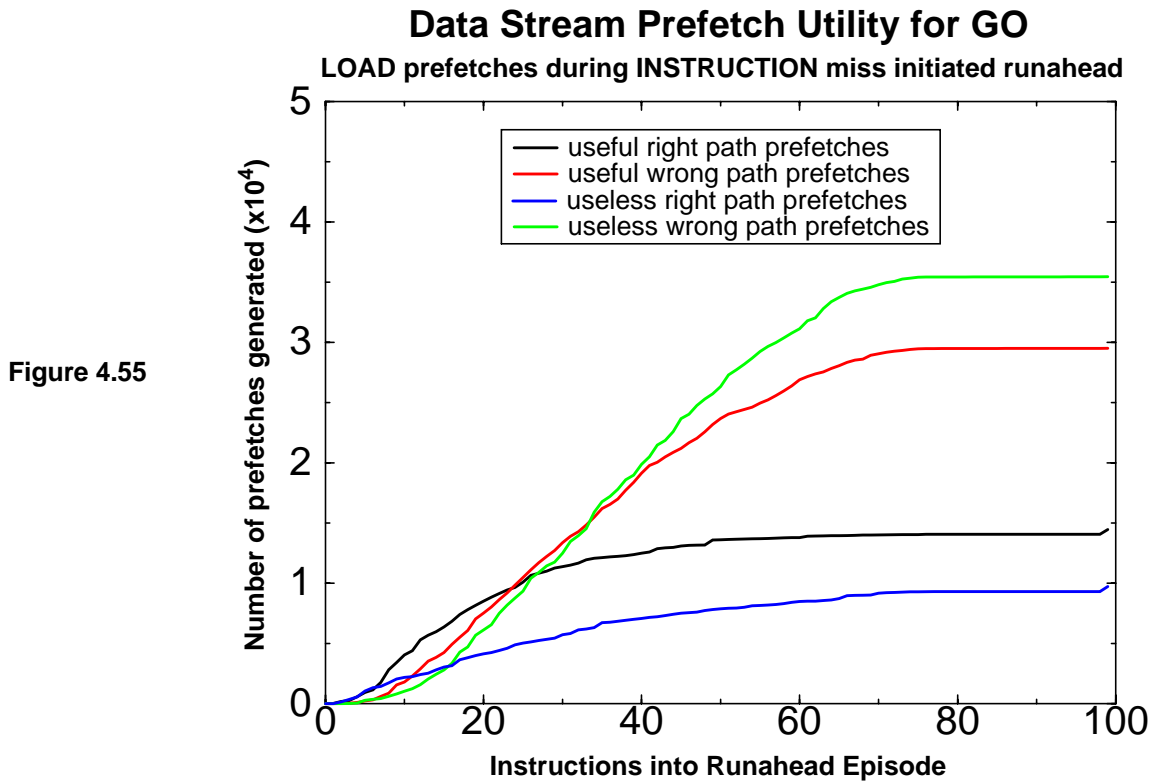 Data Stream Prefetch Utility for GO
LOAD prefetches during INSTRUCTION miss initiated runahead
Figure 4.55
Number of prefetches generated (x10⁴)
5
4
3
2
1
0
useful right path prefetches
useful wrong path prefetches
useless right path prefetches
useless wrong path prefetches
0 20 40 60 80 100
Instructions into Runahead Episode